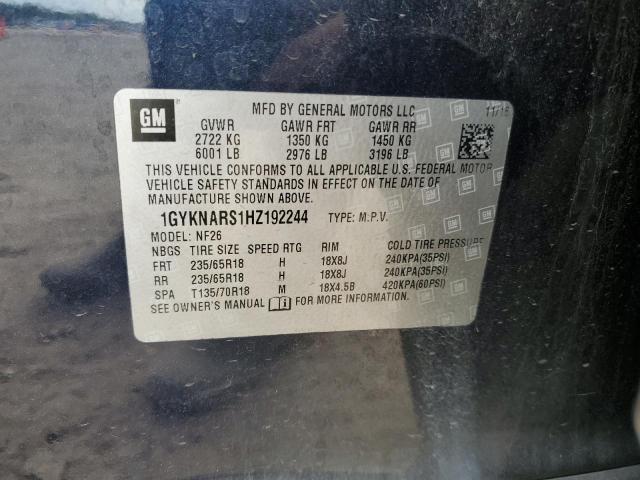 GM
MFD BY GENERAL MOTORS LLC 11/16
GVWR GAWR FRT GAWR RR
2722 KG 1350 KG 1450 KG
6001 LB 2976 LB 3196 LB
THIS VEHICLE CONFORMS TO ALL APPLICABLE U.S. FEDERAL MOTOR
VEHICLE SAFETY STANDARDS IN EFFECT ON THE DATE OF
MANUFACTURE SHOWN ABOVE.
1GYKNARS1HZ192244 TYPE: M.P.V.
MODEL: NF26
NBGS TIRE SIZE SPEED RTG RIM COLD TIRE PRESSURE
FRT 235/65R18 H 18X8J 240KPA(35PSI)
RR 235/65R18 H 18X8J 240KPA(35PSI)
SPA T135/70R18 M 18X4.5B 420KPA(60PSI)
SEE OWNER'S MANUAL FOR MORE INFORMATION.